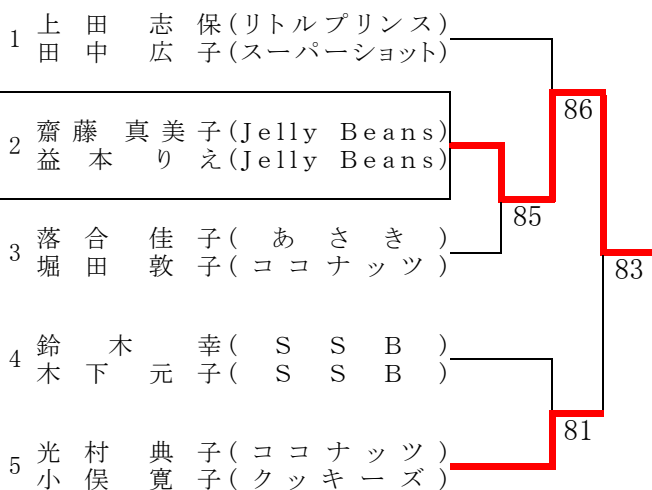 1 上田 志保(リトルプリンス)
田中 広子(スーパーショット)
86
2 齋藤 真美子(Jelly Beans)
益本 りえ(Jelly Beans)
85
3 落合 佳子(あさき)
堀田 敦子(ココナッツ)
83
4 鈴木 幸(SSB)
木下 元子(SSB)
81
5 光村 典子(ココナッツ)
小俣 寛子(クッキーズ)